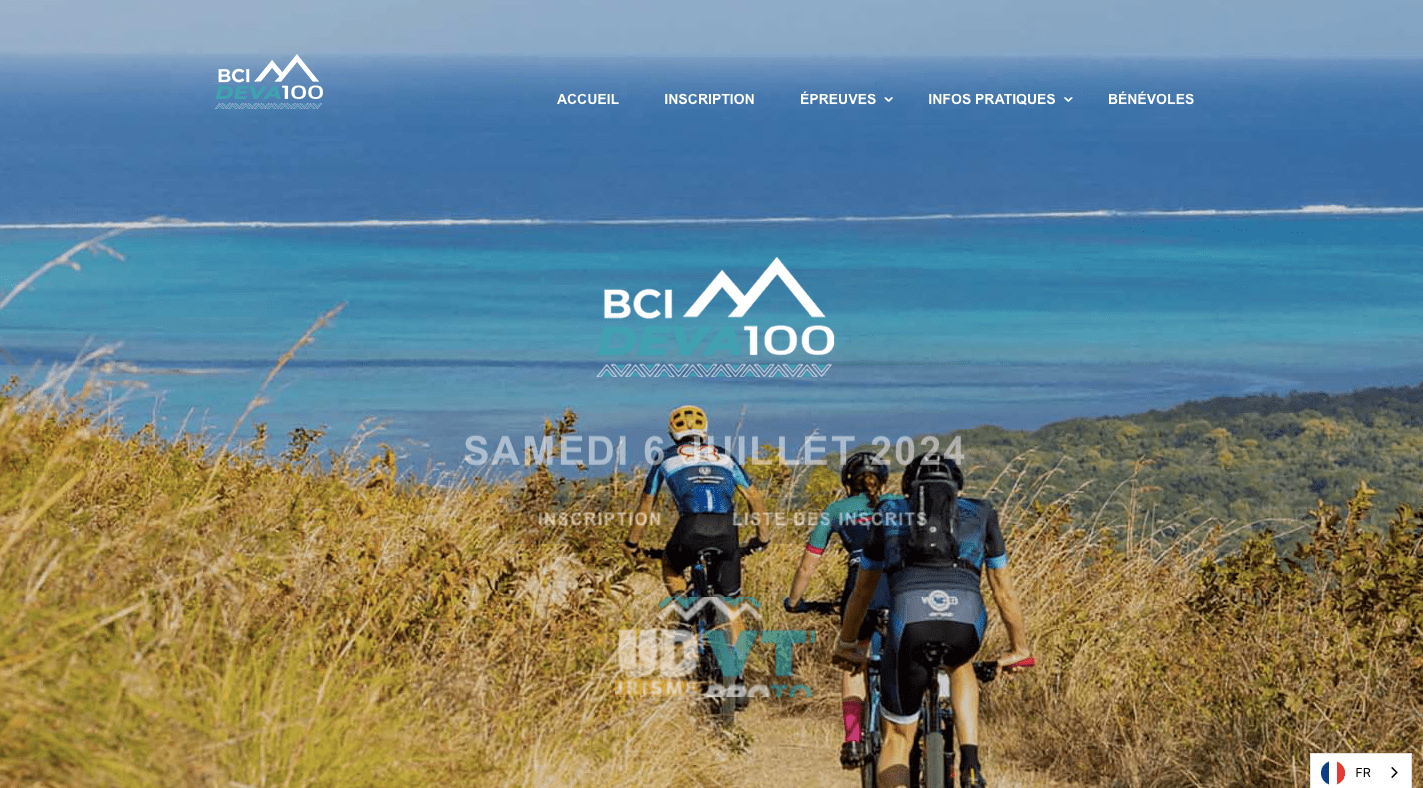 BCI
DEVA100
ACCUEIL
INSCRIPTION
ÉPREUVES
INFOS PRATIQUES
BÉNÉVOLES
BCI
DEVA100
SAMEDI 6 JUILLET 2024
INSCRIPTION
LISTE DES INSCRITS
FR